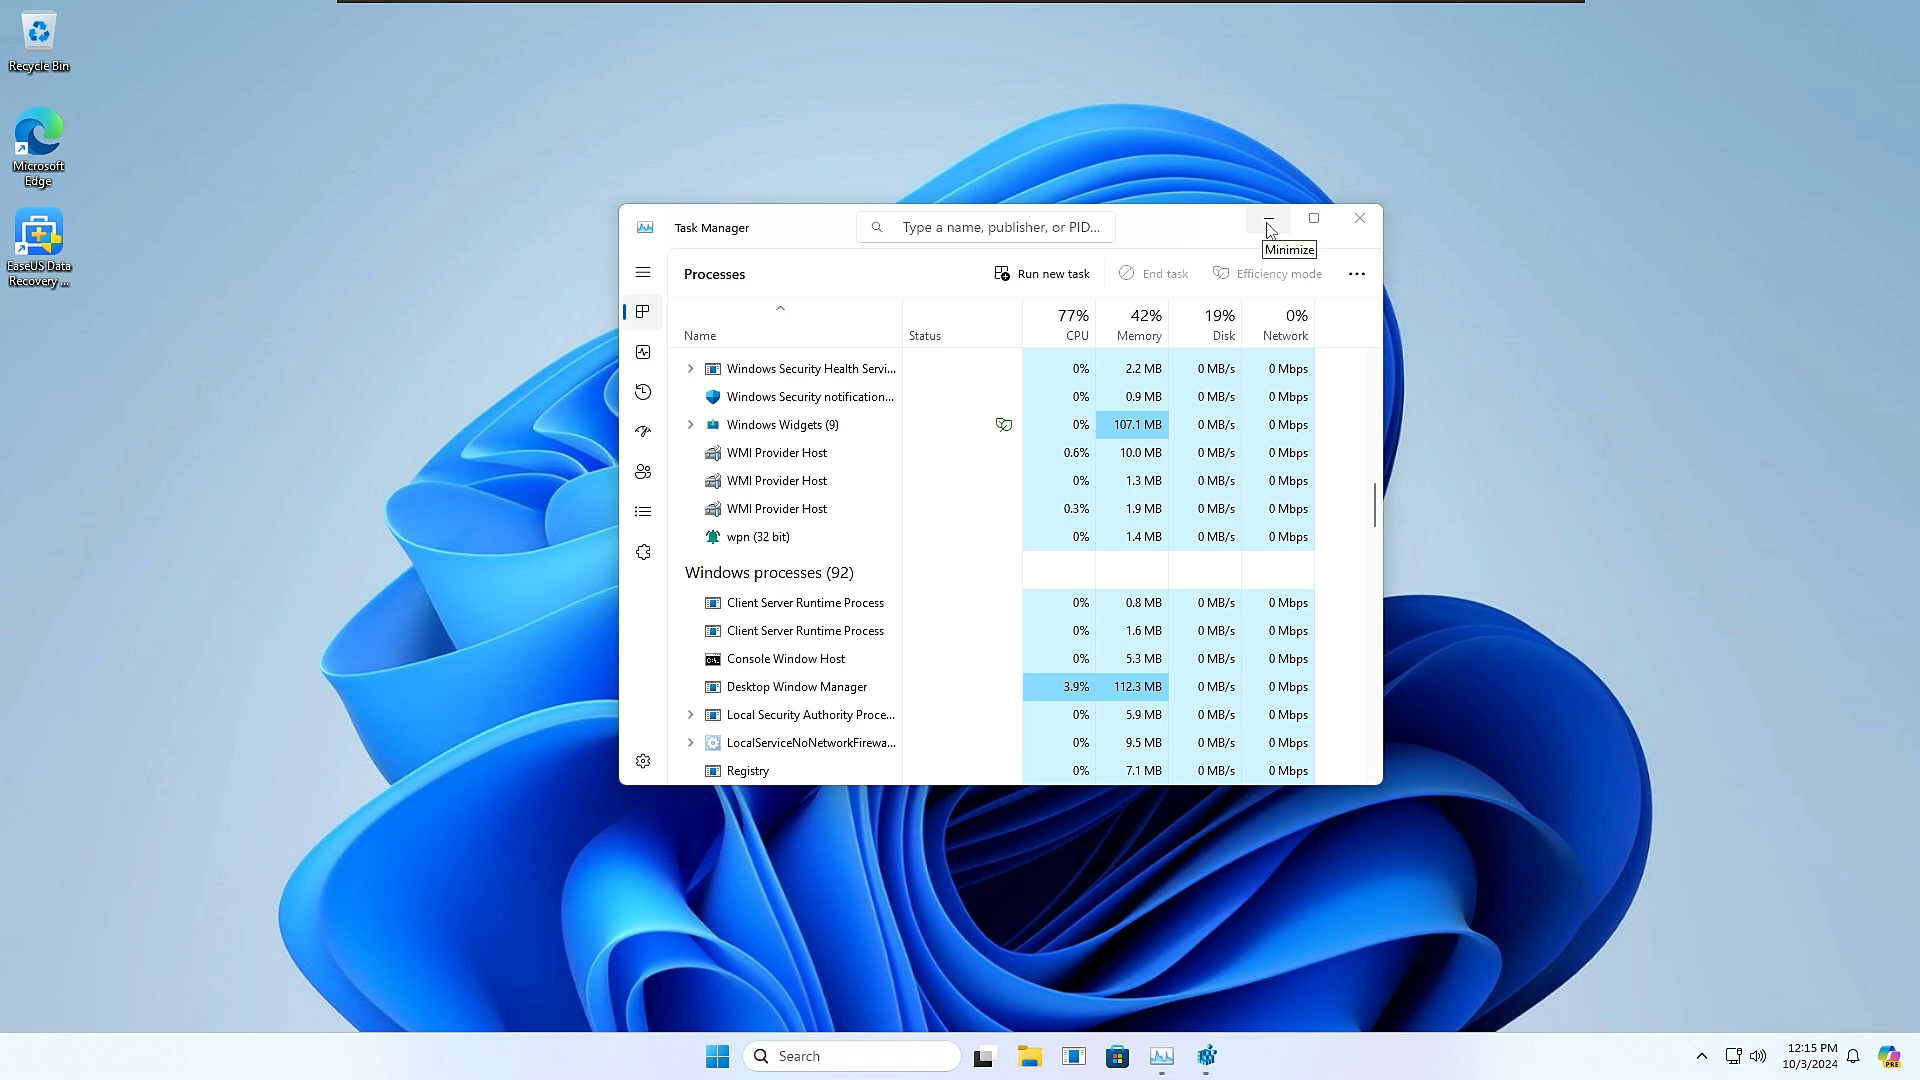 Recycle Bin
Microsoft
Edge
EaseUS Data
Recovery ...
Task Manager
Type a name, publisher, or PID...
Minimize
Processes
Run new task
End task
Efficiency mode
77% 42% 19% 0%
Name Status CPU Memory Disk Network
Windows Security Health Servi... 0% 2.2 MB 0 MB/s 0 Mbps
Windows Security notification... 0% 0.9 MB 0 MB/s 0 Mbps
Windows Widgets (9) 0% 107.1 MB 0 MB/s 0 Mbps
WMI Provider Host 0.6% 10.0 MB 0 MB/s 0 Mbps
WMI Provider Host 0% 1.3 MB 0 MB/s 0 Mbps
WMI Provider Host 0.3% 1.9 MB 0 MB/s 0 Mbps
wpn (32 bit) 0% 1.4 MB 0 MB/s 0 Mbps
Windows processes (92)
Client Server Runtime Process 0% 0.8 MB 0 MB/s 0 Mbps
Client Server Runtime Process 0% 1.6 MB 0 MB/s 0 Mbps
Console Window Host 0% 5.3 MB 0 MB/s 0 Mbps
Desktop Window Manager 3.9% 112.3 MB 0 MB/s 0 Mbps
Local Security Authority Proce... 0% 5.9 MB 0 MB/s 0 Mbps
LocalServiceNoNetworkFirewa... 0% 9.5 MB 0 MB/s 0 Mbps
Registry 0% 7.1 MB 0 MB/s 0 Mbps
Search
12:15 PM
10/3/2024
PRE